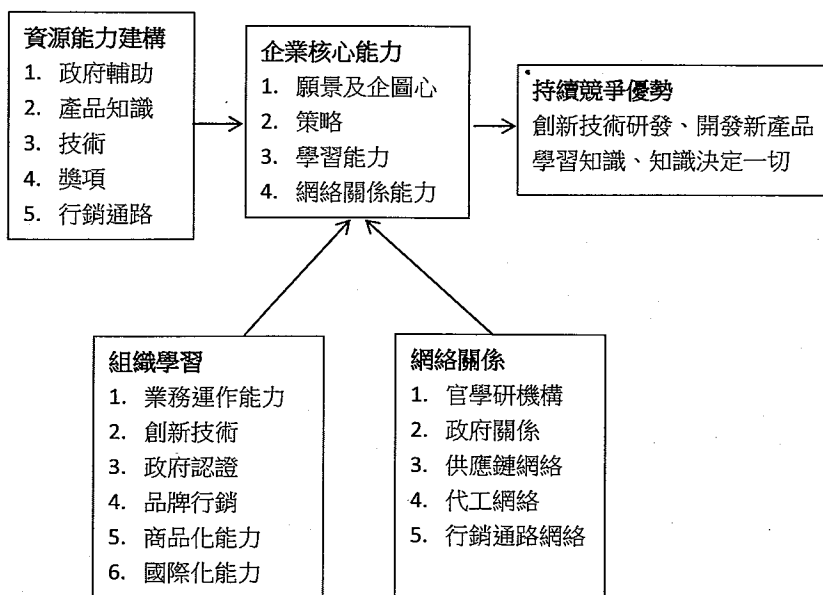 資源能力建構
1. 政府輔助
2. 產品知識
3. 技術
4. 獎項
5. 行銷通路
企業核心能力
1. 願景及企圖心
2. 策略
3. 學習能力
4. 網絡關係能力
持續競爭優勢
創新技術研發、開發新產品
學習知識、知識決定一切
組織學習
1. 業務運作能力
2. 創新技術
3. 政府認證
4. 品牌行銷
5. 商品化能力
6. 國際化能力
網絡關係
1. 官學研機構
2. 政府關係
3. 供應鏈網絡
4. 代工網絡
5. 行銷通路網絡